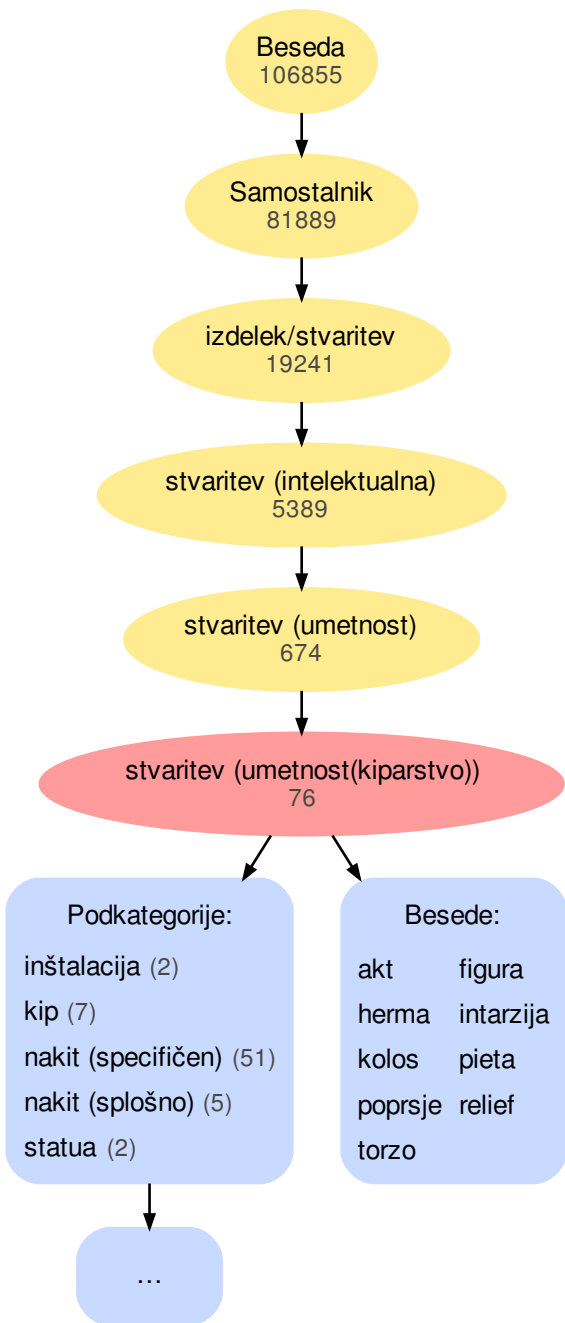 Beseda
106855
Samostalnik
81889
izdelek/stvaritev
19241
stvaritev (intelektualna)
5389
stvaritev (umetnost)
674
stvaritev (umetnost(kiparstvo))
76
Podkategorije:
inštalacija (2)
kip (7)
nakit (specifičen) (51)
nakit (splošno) (5)
statua (2)
...
Besede:
akt figura
herma intarzija
kolos pieta
poprsje relief
torzo